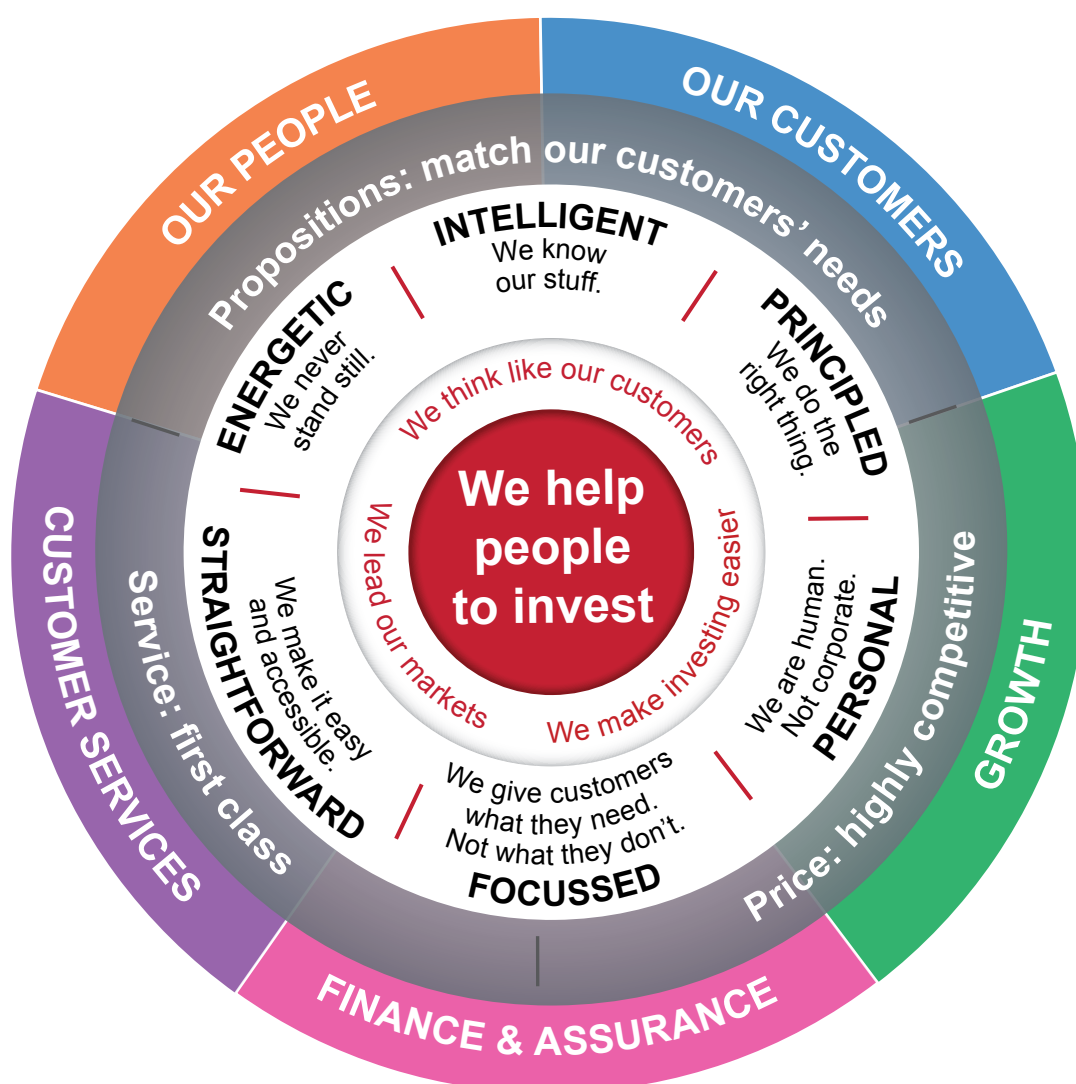 OUR PEOPLE
OUR CUSTOMERS
GROWTH
FINANCE & ASSURANCE
CUSTOMER SERVICES
Propositions: match our customers' needs
Price: highly competitive
Service: first class
INTELLIGENT
We know
our stuff.
PRINCIPLED
We do the
right thing.
We are human.
Not corporate.
PERSONAL
We give customers
what they need.
Not what they don't.
FOCUSSED
We make it easy
and accessible.
STRAIGHTFORWARD
ENERGETIC
We never
stand still.
We think like our customers
We make investing easier
We lead our markets
We help
people
to invest